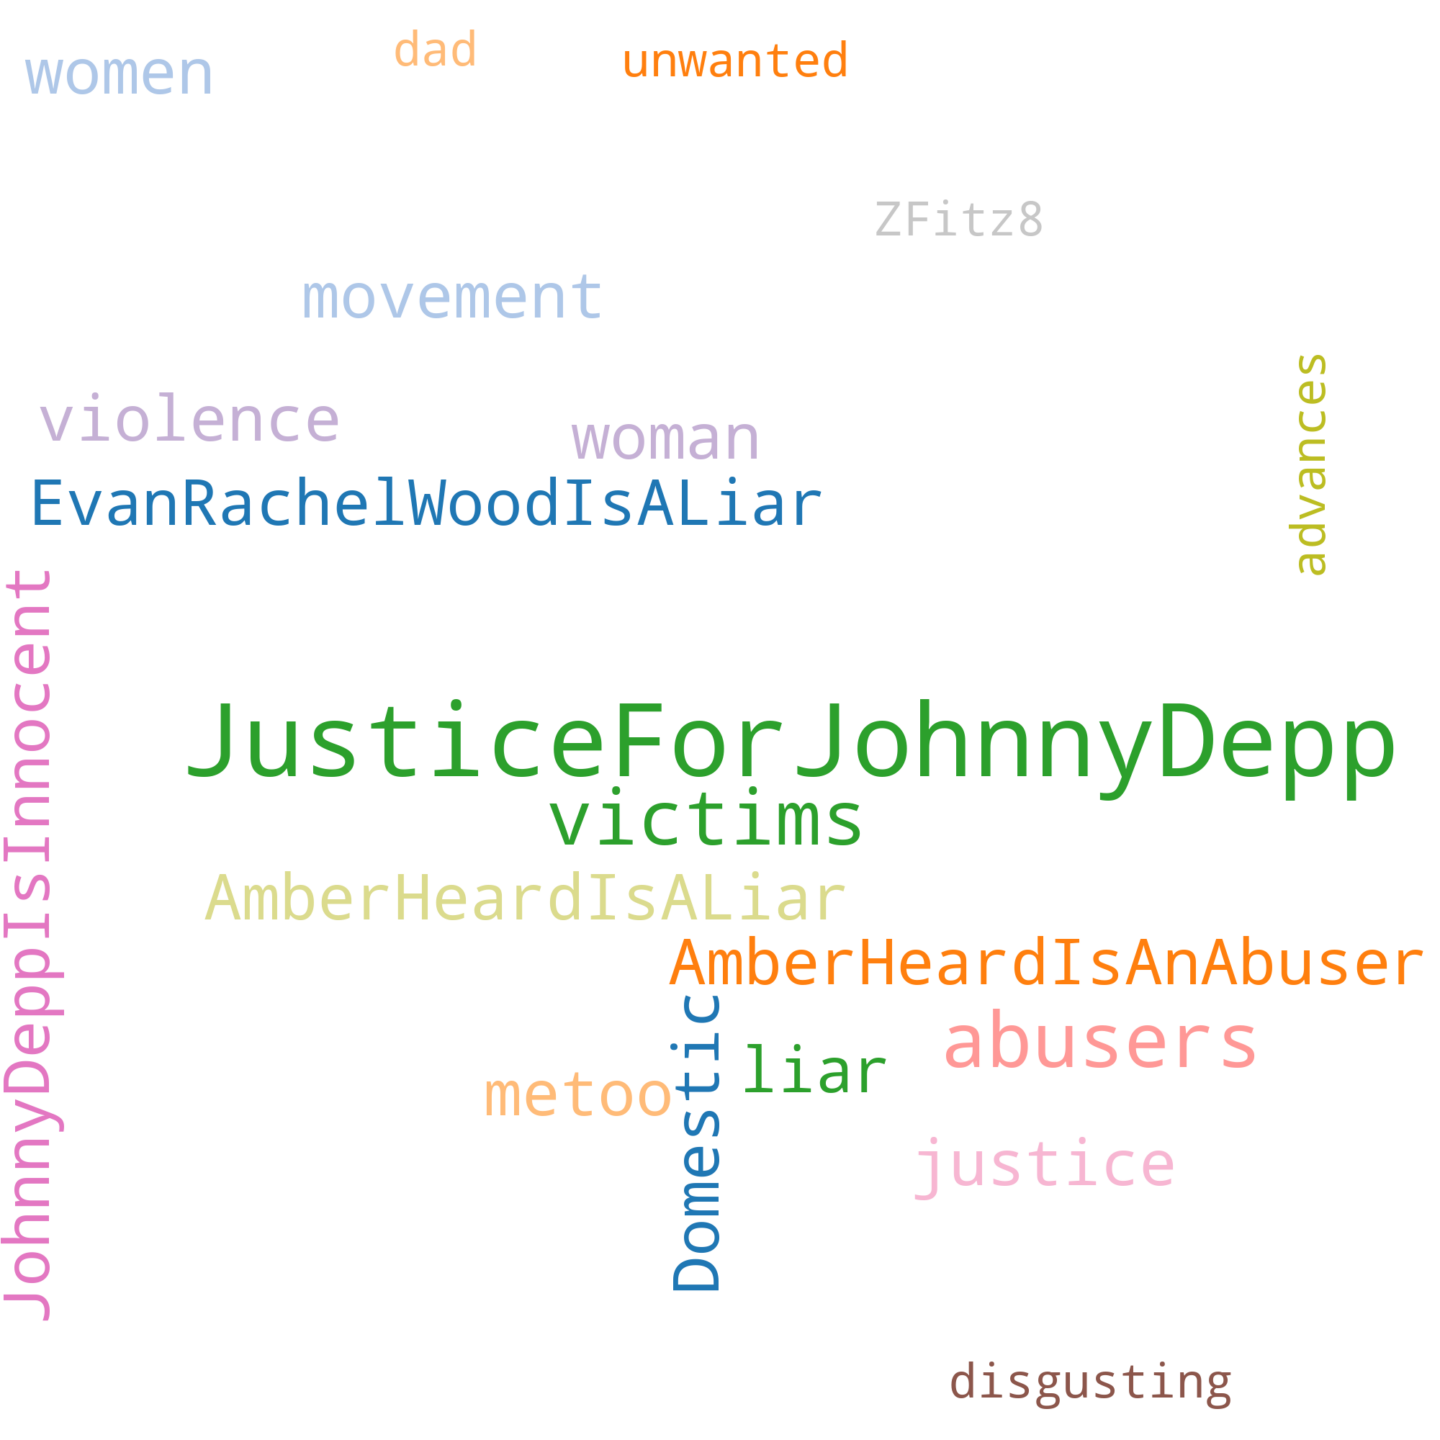 women
dad
unwanted
ZFitz8
movement
advances
violence
woman
EvanRachelWoodIsALiar
JohnnyDeppIsInnocent
JusticeForJohnnyDepp
victims
AmberHeardIsALiar
AmberHeardIsAnAbuser
Domestic
abusers
liar
metoo
justice
disgusting